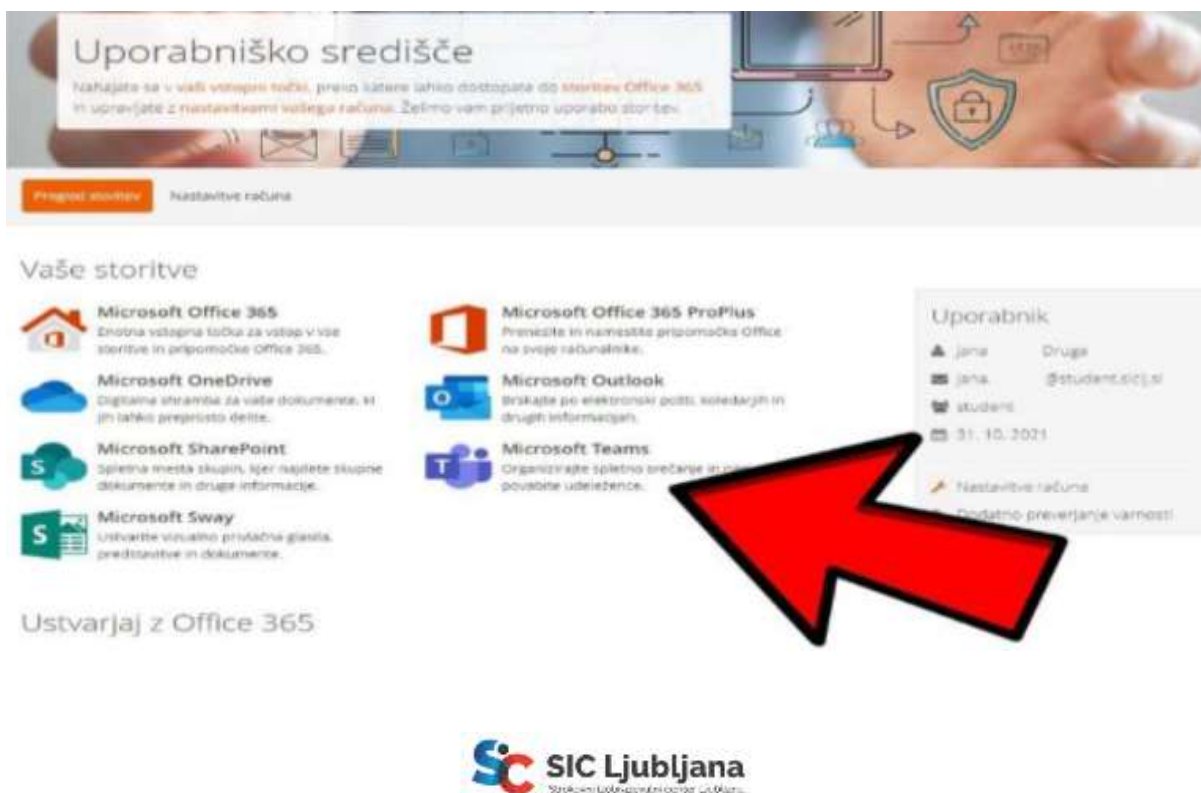 Uporabniško središče
Nahajate se v vaši vstopni točki, preko katere lahko dostopate do storitev Office 365
in upravljate z nastavitvami vašega računa. Želimo vam prijetno uporabo storitev.
Pregled storitev
Nastavitve računa
Vaše storitve
Microsoft Office 365
Enotna vstopna točka za vstop v vse
storitve in pripomočke Office 365.
Microsoft OneDrive
Digitalna shramba za vaše dokumente, ki
jih lahko preprosto delite.
Microsoft SharePoint
Spletna mesta skupin, kjer najdete skupne
dokumente in druge informacije.
Microsoft Sway
Ustvarite vizualno privlačna glasila,
predstavitve in dokumente.
Microsoft Office 365 ProPlus
Prenesite in namestite pripomočke Office
na svoje računalnike.
Microsoft Outlook
Brskajte po elektronski pošti, koledarjih in
drugih informacijah.
Microsoft Teams
Organizirajte spletno srečanje in
povabite udeležence.
Uporabnik
Jana Druga
jana. @student.siclj.si
student
31. 10. 2021
Nastavitve računa
Dodatno preverjanje varnosti
Ustvarjaj z Office 365
SIC Ljubljana